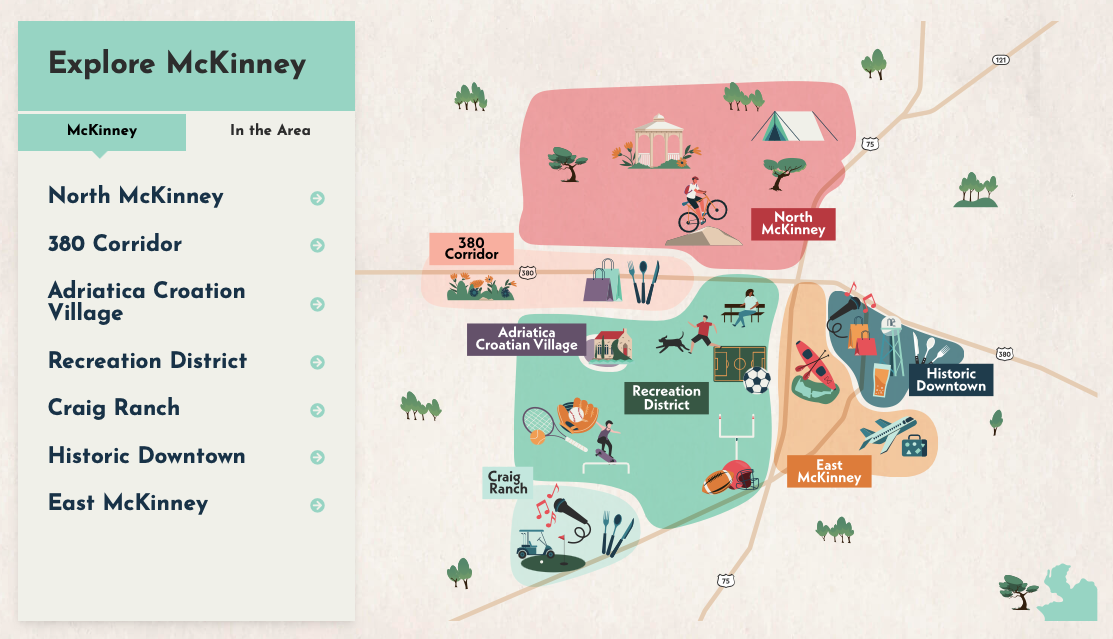 Explore McKinney
McKinney
In the Area
North McKinney
380 Corridor
Adriatica Croation
Village
Recreation District
Craig Ranch
Historic Downtown
East McKinney
121
75
North
McKinney
380
Corridor
380
Adriatica
Croatian Village
380
Historic
Downtown
Recreation
District
East
McKinney
Craig
Ranch
75